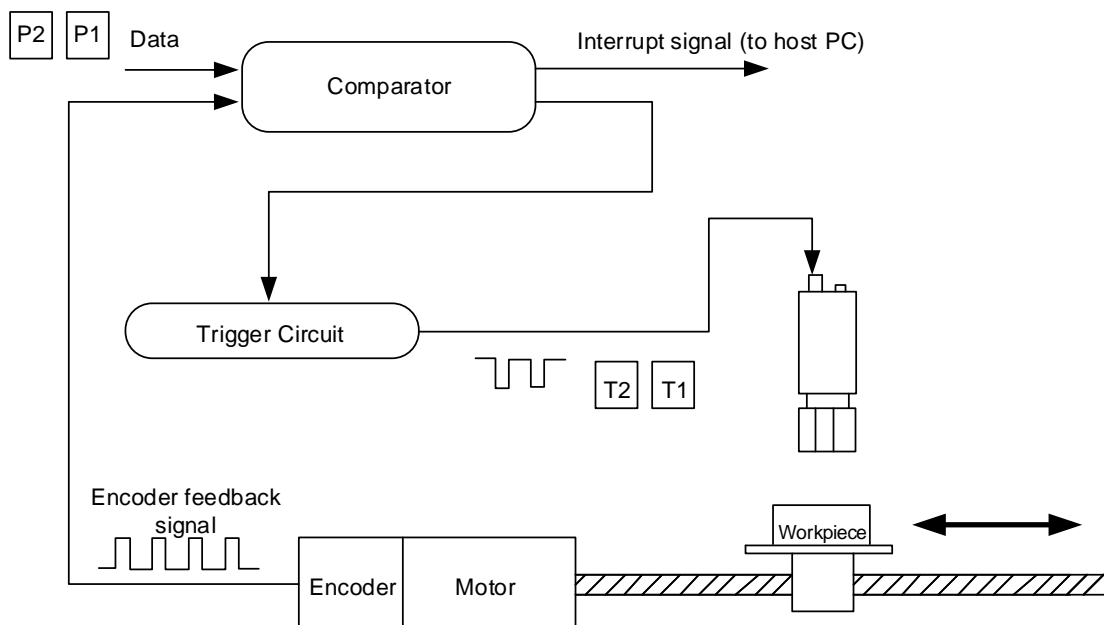 P2 P1 Data
Interrupt signal (to host PC)
Comparator
Trigger Circuit
T2 T1
Encoder feedback
signal
Workpiece
Encoder
Motor